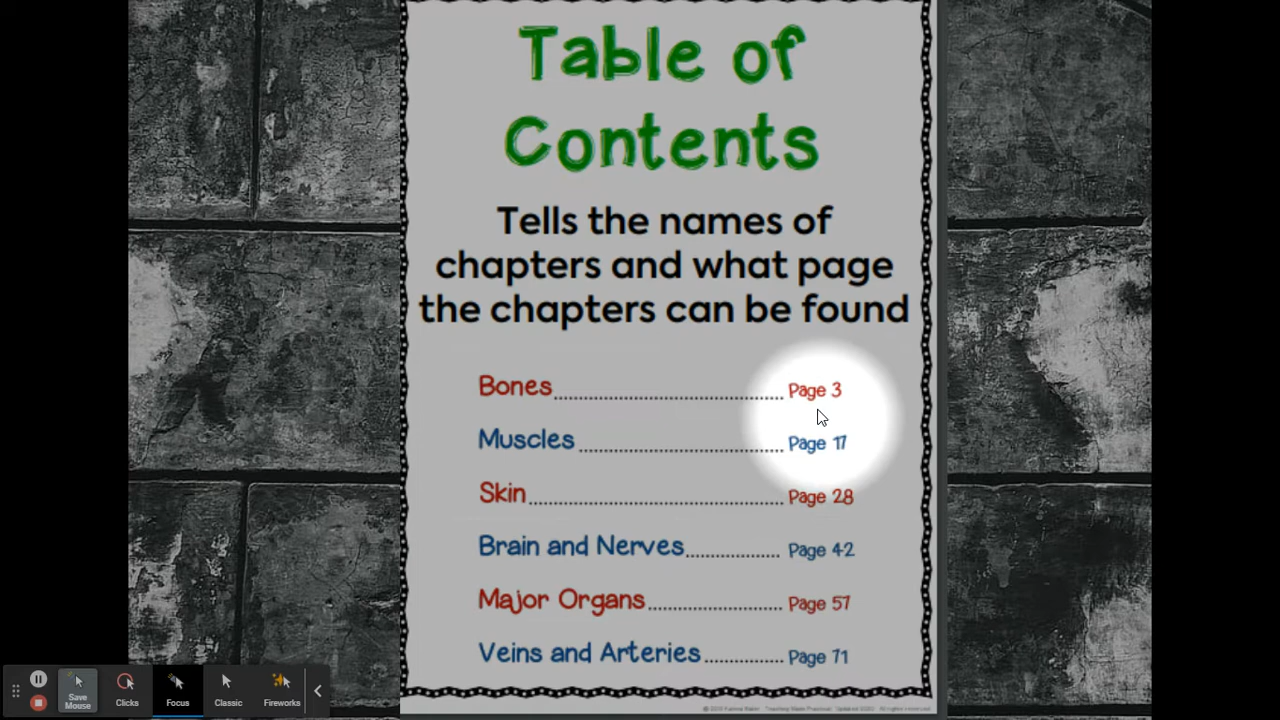 Table of
Contents
Tells the names of
chapters and what page
the chapters can be found
Bones........................................ Page 3
Muscles................................... Page 17
Skin........................................... Page 28
Brain and Nerves............... Page 42
Major Organs...................... Page 57
Veins and Arteries............ Page 71
Save Mouse
Clicks
Focus
Classic
Fireworks